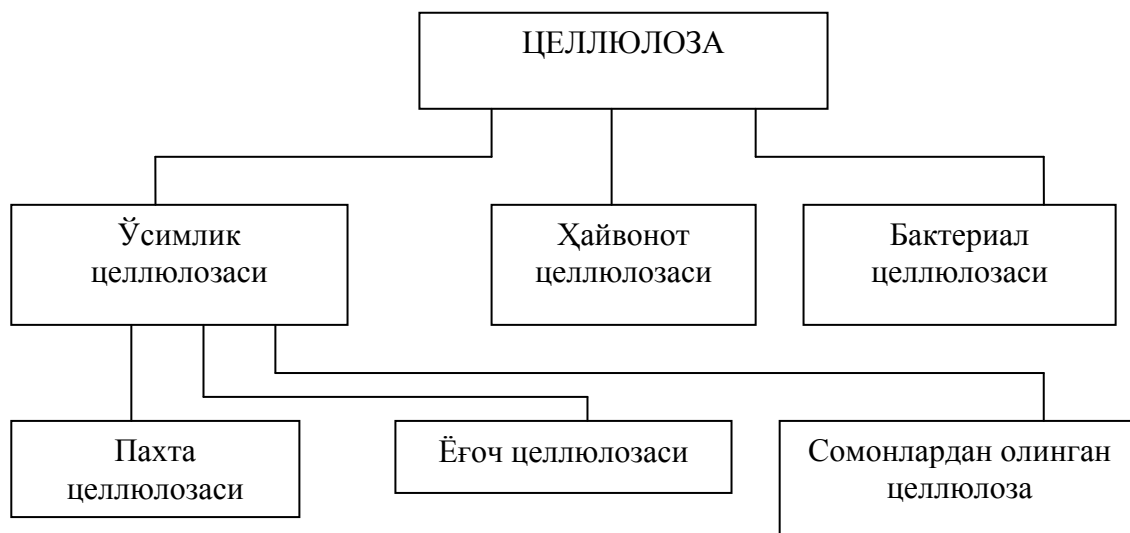 ЦЕЛЛЮЛОЗА
Ўсимлик
целлюлозаси
Ҳайвонот
целлюлозаси
Бактериал
целлюлозаси
Пахта
целлюлозаси
Ёғоч целлюлозаси
Сомонлардан олинган
целлюлоза